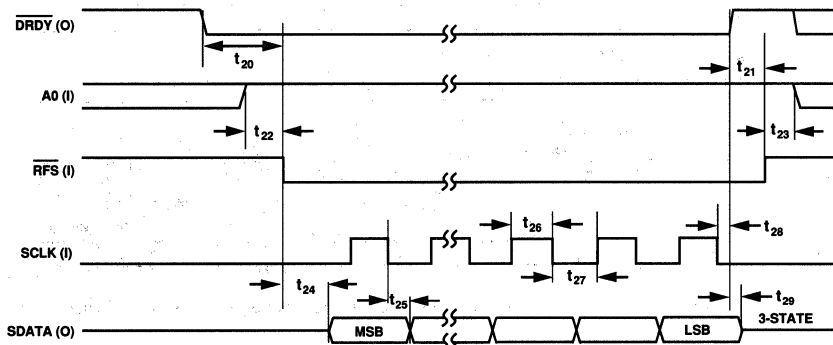 DRDY (O)
t20
t21
A0 (I)
t22
t23
RFS (I)
t26
t28
SCLK (I)
t24
t25
t27
t29
3-STATE
SDATA (O)
MSB
LSB